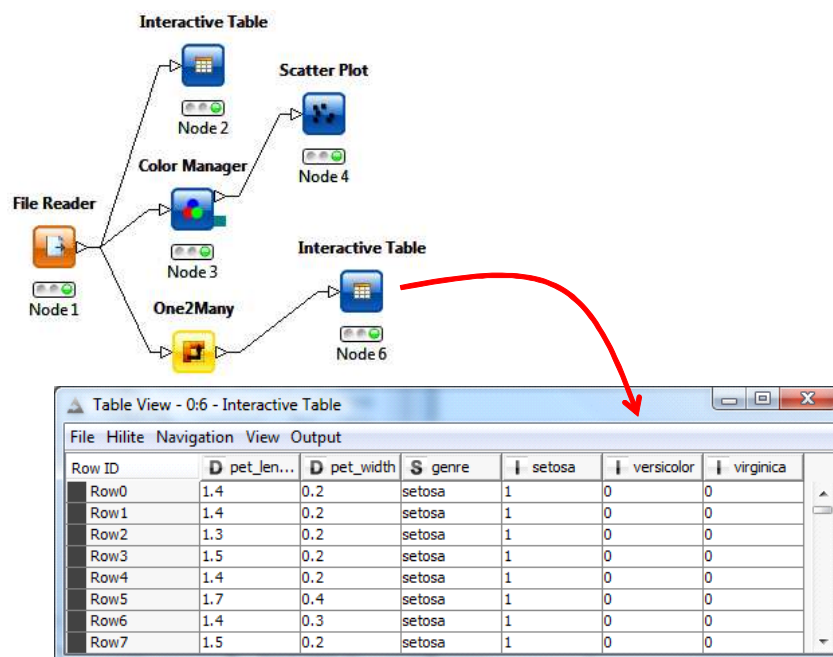 Interactive Table
Node 2
Scatter Plot
Node 4
Color Manager
Node 3
File Reader
Node 1
Interactive Table
Node 6
One2Many
Table View - 0:6 - Interactive Table
File Hilite Navigation View Output
Row ID D pet_len... D pet_width S genre I setosa I versicolor I virginica
Row0 1.4 0.2 setosa 1 0 0
Row1 1.4 0.2 setosa 1 0 0
Row2 1.3 0.2 setosa 1 0 0
Row3 1.5 0.2 setosa 1 0 0
Row4 1.4 0.2 setosa 1 0 0
Row5 1.7 0.4 setosa 1 0 0
Row6 1.4 0.3 setosa 1 0 0
Row7 1.5 0.2 setosa 1 0 0